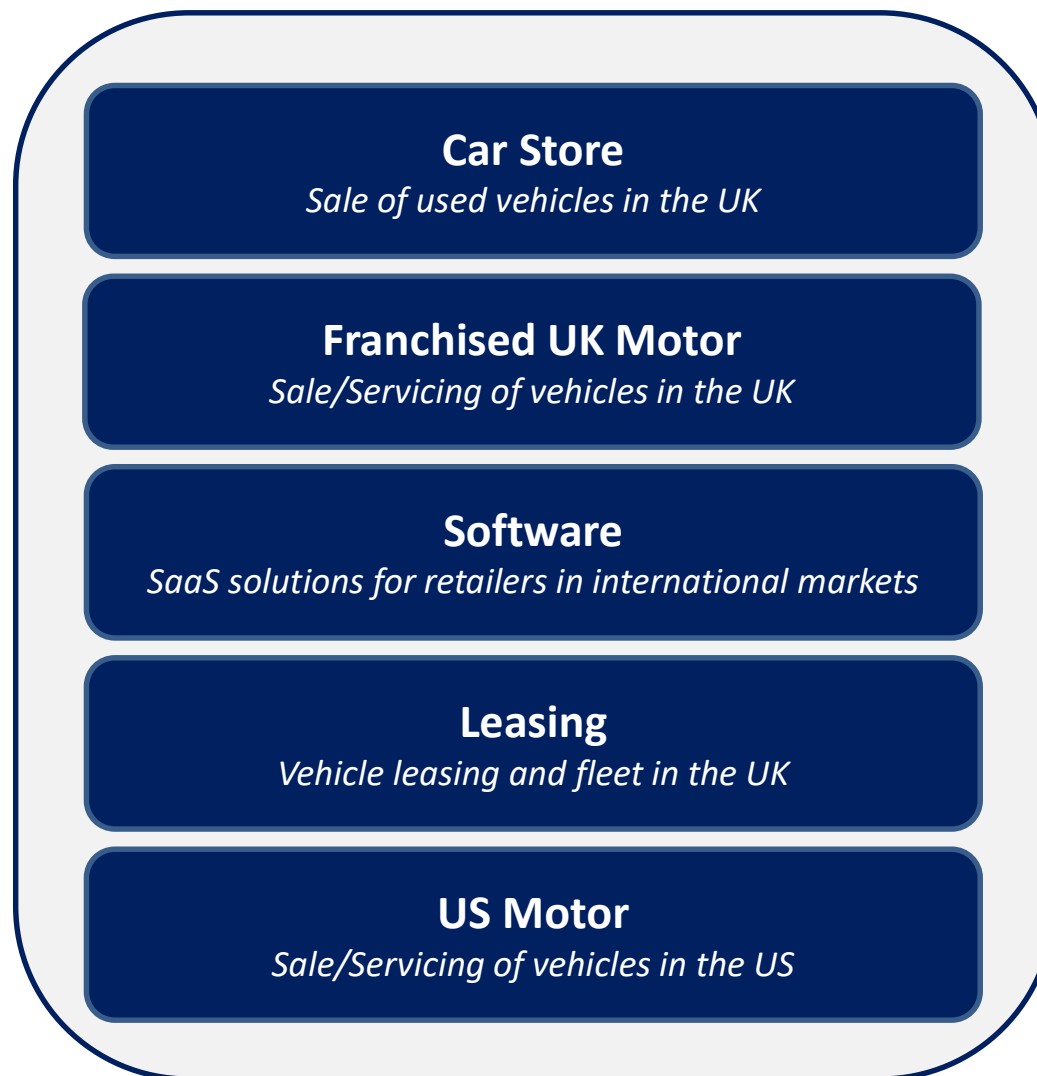 Car Store
Sale of used vehicles in the UK
Franchised UK Motor
Sale/Servicing of vehicles in the UK
Software
SaaS solutions for retailers in international markets
Leasing
Vehicle leasing and fleet in the UK
US Motor
Sale/Servicing of vehicles in the US